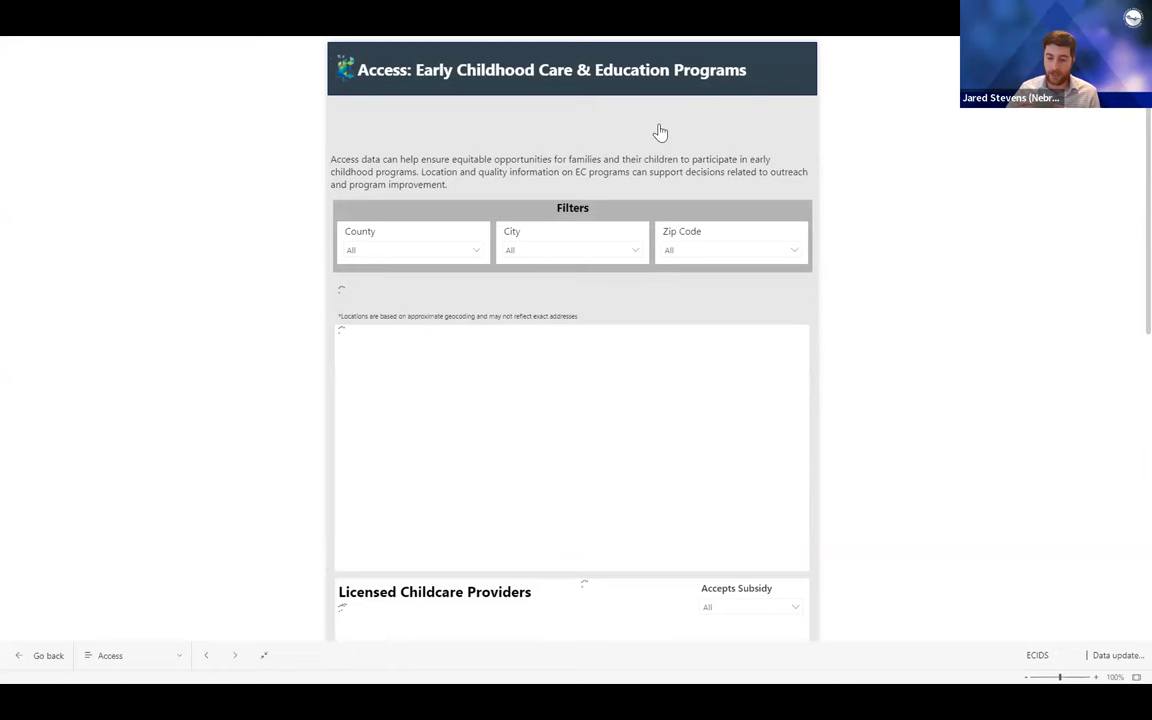 Access: Early Childhood Care & Education Programs
Jared Stevens (Nebr...
Access data can help ensure equitable opportunities for families and their children to participate in early
childhood programs. Location and quality information on EC programs can support decisions related to outreach
and program improvement.
Filters
County
City
Zip Code
All
All
All
*Locations are based on approximate geocoding and may not reflect exact addresses
Licensed Childcare Providers
Accepts Subsidy
All
Go back
Access
ECIDS
Data update...
- + 100%